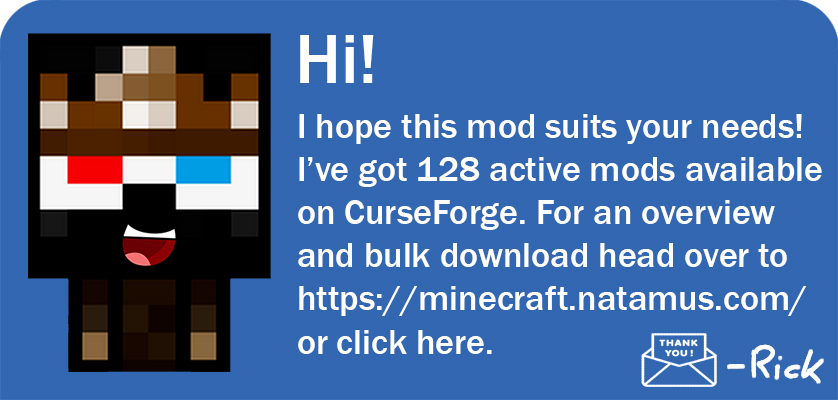 Hi!
I hope this mod suits your needs!
I’ve got 128 active mods available
on CurseForge. For an overview
and bulk download head over to
https://minecraft.natamus.com/
or click here.
THANK
YOU!
-Rick